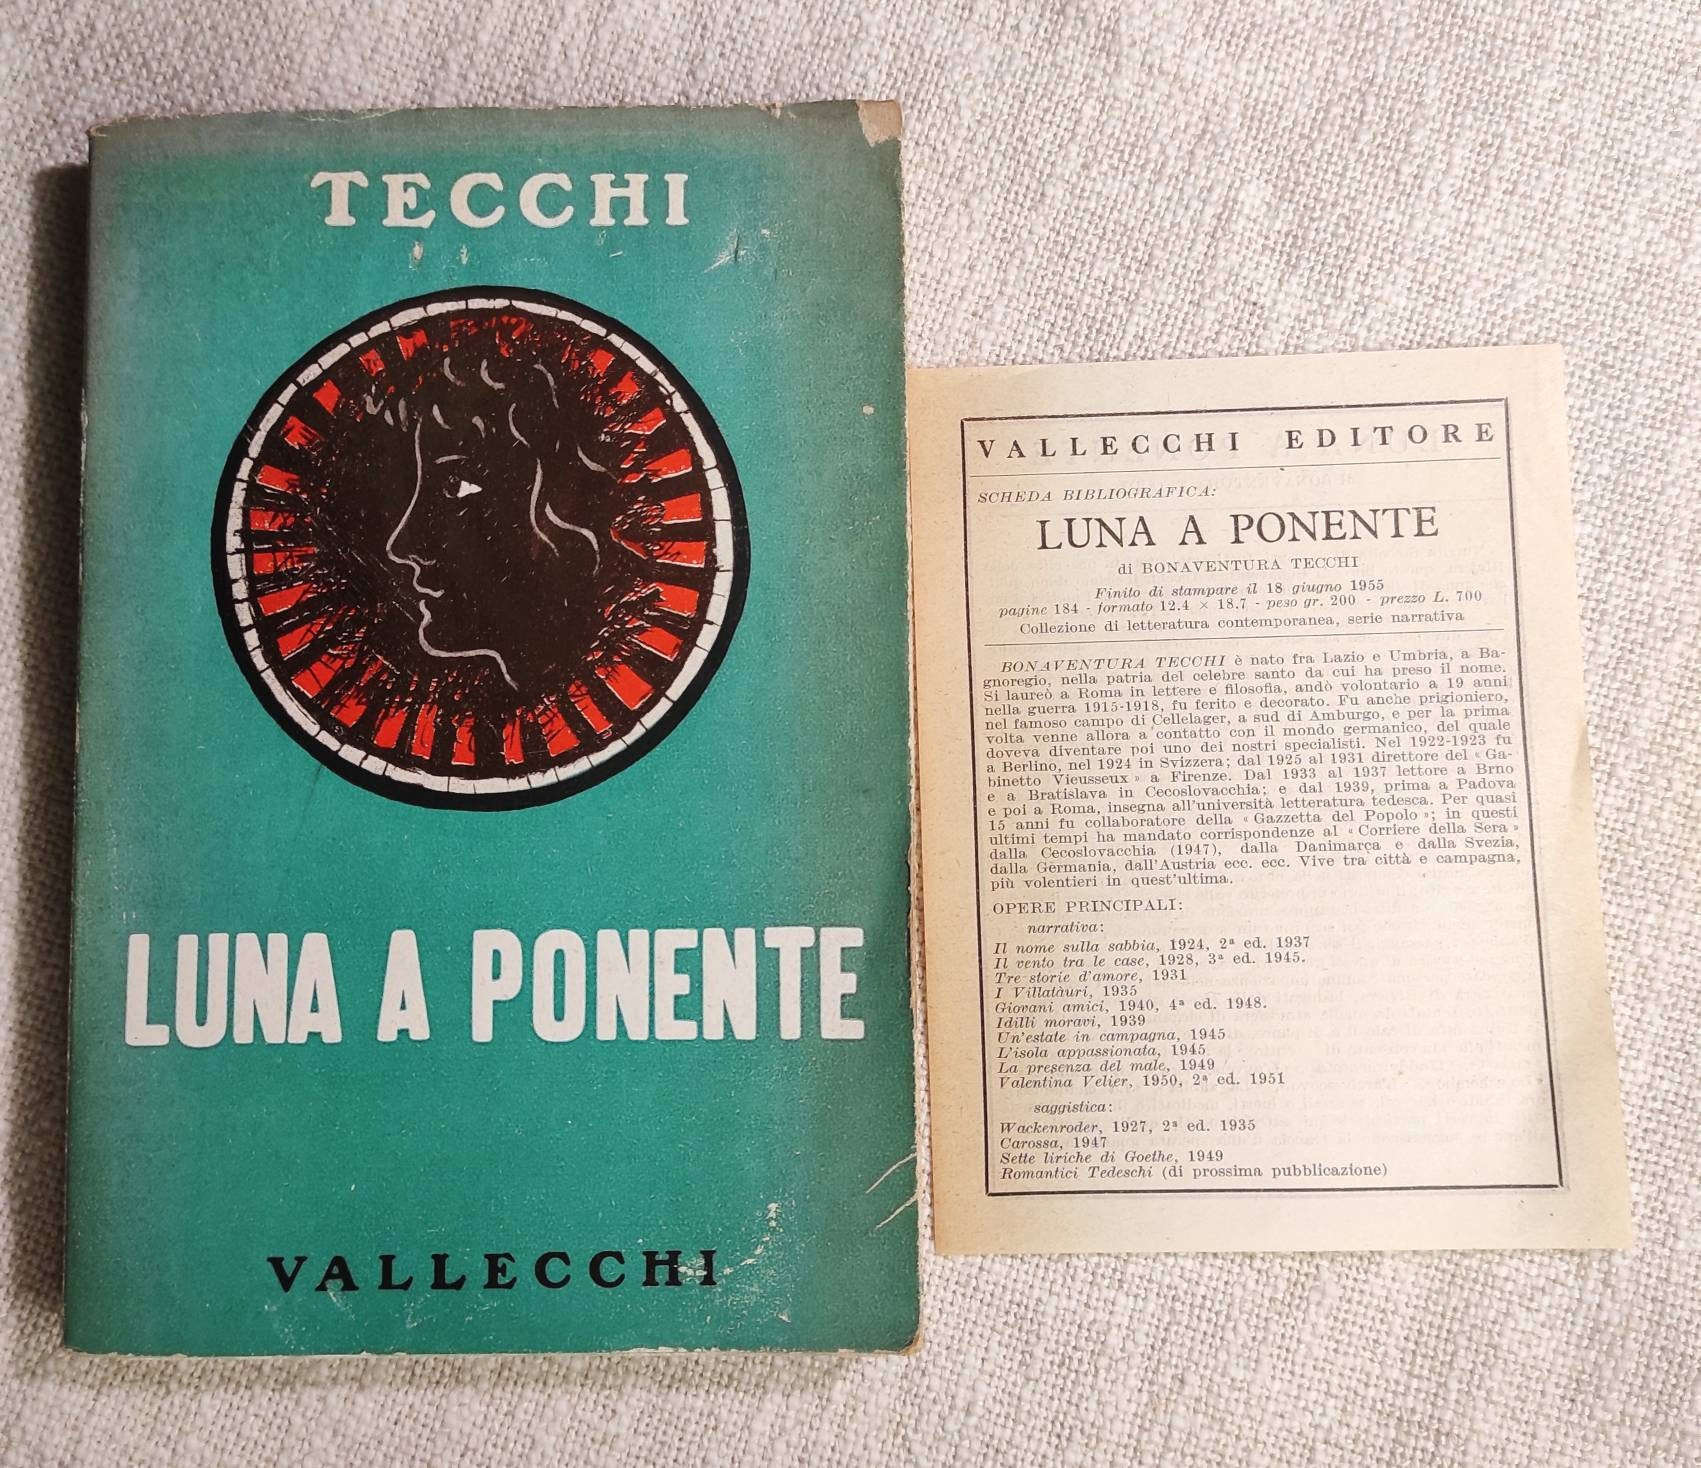 TECCHI
LUNA A PONENTE
VALLECCHI
VALLECCHI EDITORE
SCHEDA BIBLIOGRAFICA:
LUNA A PONENTE
di BONAVENTURA TECCHI
Finito di stampare il 18 giugno 1955
pagine 184 - formato 12.4 × 18.7 - peso gr. 200 - prezzo L. 700
Collezione di letteratura contemporanea, serie narrativa
BONAVENTURA TECCHI è nato fra Lazio e Umbria, a Ba-
gnoregio, nella patria del celebre santo da cui ha preso il nome.
Si laureò a Roma in lettere e filosofia, andò volontario a 19 anni
nella guerra 1915-1918, fu ferito e decorato. Fu anche prigioniero,
nel famoso campo di Cellelager, a sud di Amburgo, e per la prima
volta venne allora a contatto con il mondo germanico, del quale
doveva diventare poi uno dei nostri specialisti. Nel 1922-1923 fu
a Berlino, nel 1924 in Svizzera; dal 1925 al 1931 direttore del « Ga-
binetto Vieusseux » a Firenze. Dal 1933 al 1937 lettore a Brno
e a Bratislava in Cecoslovacchia; e dal 1939, prima a Padova
e poi a Roma, insegna all'università letteratura tedesca. Per quasi
15 anni fu collaboratore della « Gazzetta del Popolo »; in questi
ultimi tempi ha mandato corrispondenze al « Corriere della Sera »
dalla Cecoslovacchia (1947), dalla Danimarca e dalla Svezia,
dalla Germania, dall'Austria ecc. ecc. Vive tra città e campagna,
più volentieri in quest'ultima.
OPERE PRINCIPALI:
narrativa:
Il nome sulla sabbia, 1924, 2ª ed. 1937
Il vento tra le case, 1928, 3ª ed. 1945.
Tre storie d'amore, 1931
I Villatàuri, 1935
Giovani amici, 1940, 4ª ed. 1948.
Idilli moravi, 1939
Un'estate in campagna, 1945
L'isola appassionata, 1945
La presenza del male, 1949
Valentina Velier, 1950, 2ª ed. 1951
saggistica:
Wackenroder, 1927, 2ª ed. 1935
Carossa, 1947
Sette liriche di Goethe, 1949
Romantici Tedeschi (di prossima pubblicazione)